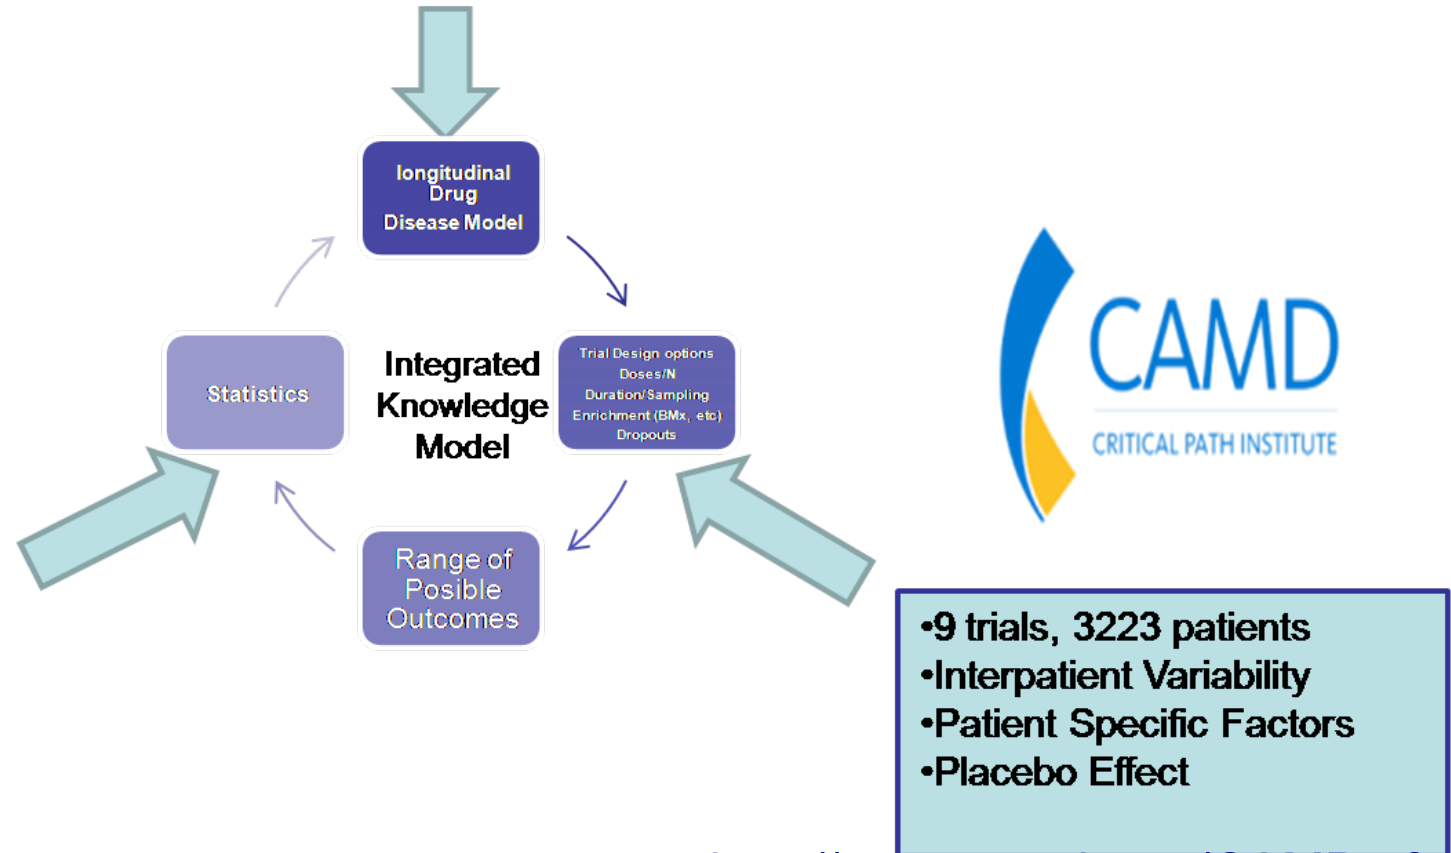 longitudinal
Drug
Disease Model
Statistics
Integrated
Knowledge
Model
Trial Design options
Doses/N
Duration/Sampling
Enrichment (BMx, etc)
Dropouts
Range of
Posible
Outcomes
CAMD
CRITICAL PATH INSTITUTE
•9 trials, 3223 patients
•Interpatient Variability
•Patient Specific Factors
•Placebo Effect